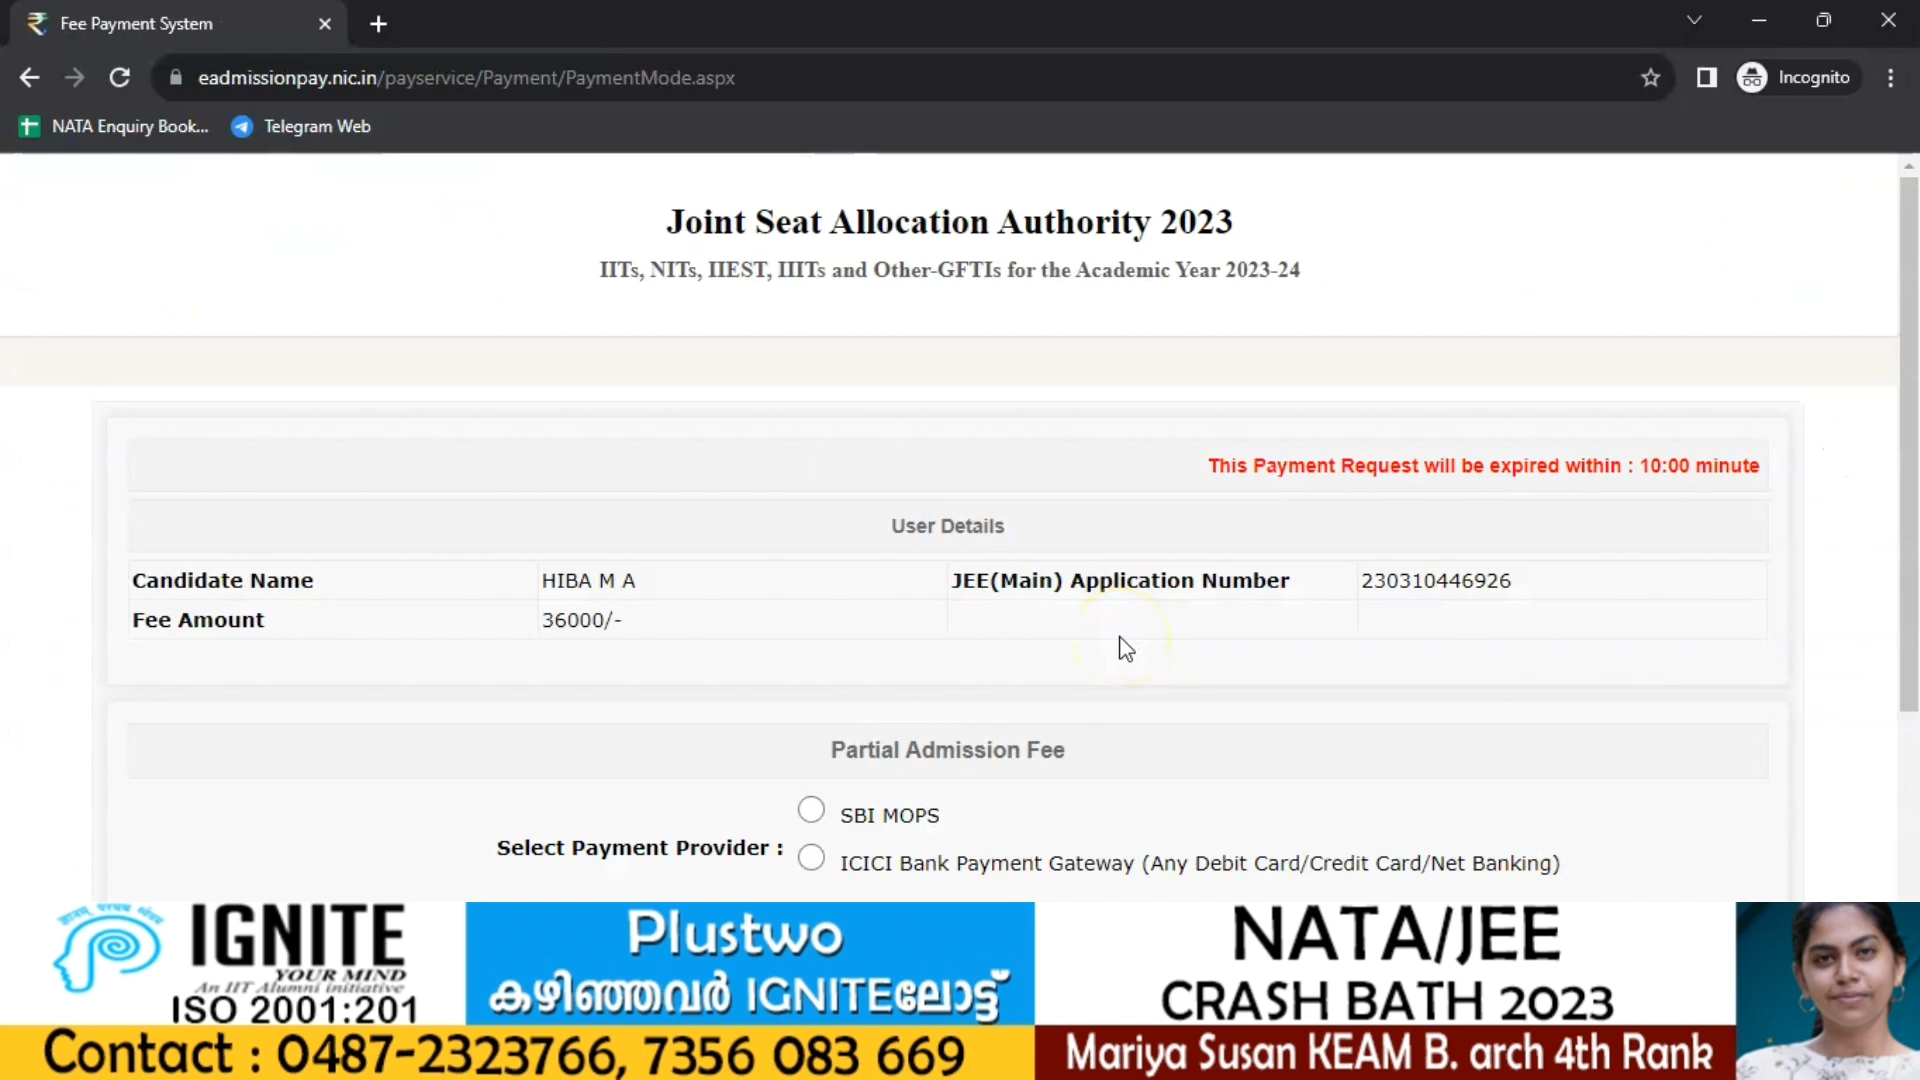 Fee Payment System
eadmissionpay.nic.in/payservice/Payment/PaymentMode.aspx
Incognito
NATA Enquiry Book...
Telegram Web
Joint Seat Allocation Authority 2023
IITs, NITs, IIEST, IIITs and Other-GFTIs for the Academic Year 2023-24
This Payment Request will be expired within : 10:00 minute
User Details
Candidate Name HIBA M A JEE(Main) Application Number 230310446926
Fee Amount 36000/-
Partial Admission Fee
SBI MOPS
Select Payment Provider :
ICICI Bank Payment Gateway (Any Debit Card/Credit Card/Net Banking)
IGNITE
YOUR MIND
An IIT Alumni initiative
ISO 2001:201
Plustwo
കഴിഞ്ഞവർ IGNITEലോട്ട്
NATA/JEE
CRASH BATH 2023
Contact : 0487-2323766, 7356 083 669
Mariya Susan KEAM B. arch 4th Rank